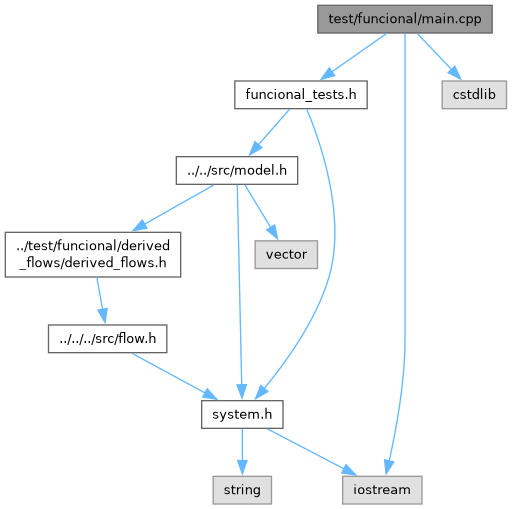 test/funcional/main.cpp
funcional_tests.h
cstdlib
../../src/model.h
../test/funcional/derived
_flows/derived_flows.h
vector
../../../src/flow.h
system.h
string
iostream